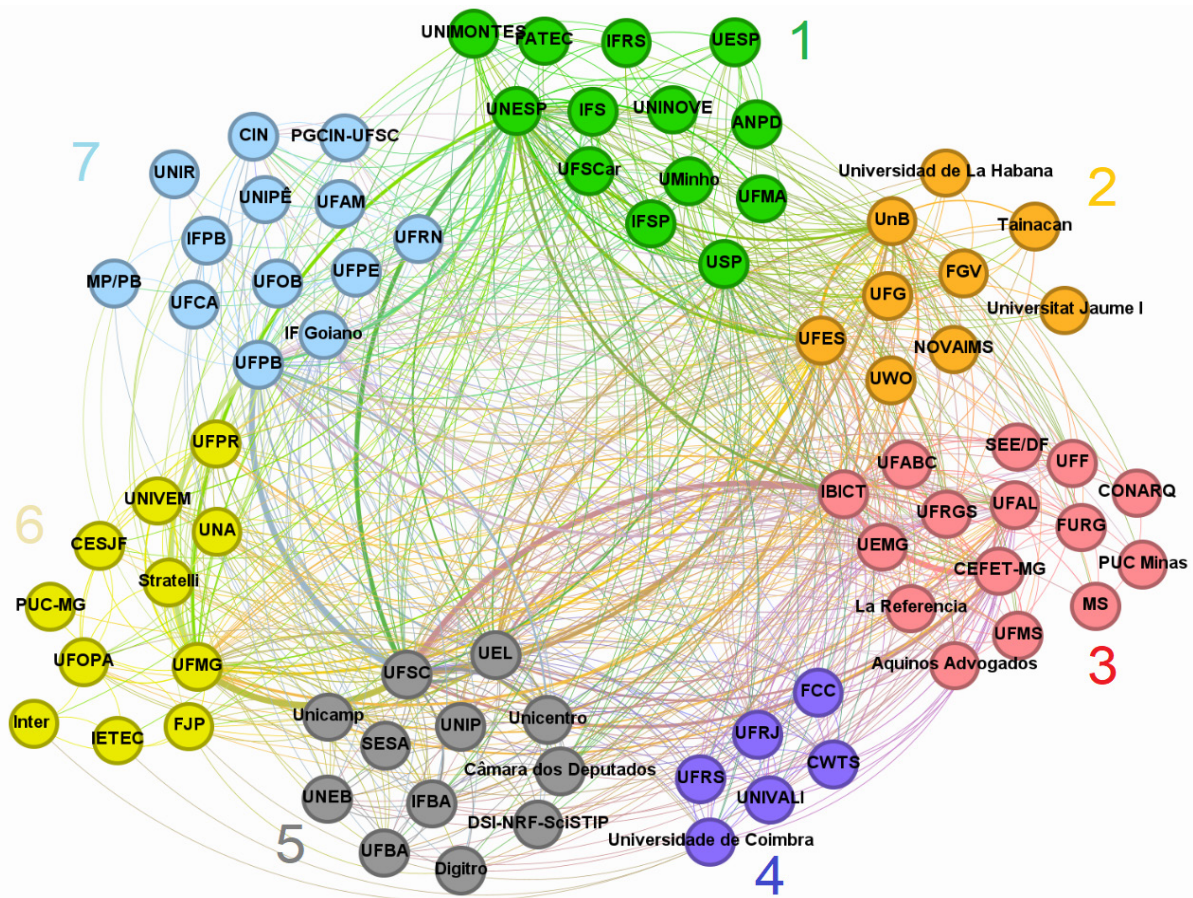 1
UNIMONTES
FATEC
IFRS
UESP
UNESP
IFS
UNINOVE
ANPD
UFSCar
UMinho
UFMA
IFSP
USP
2
Universidad de La Habana
UnB
Tainacan
FGV
UFG
Universitat Jaume I
UFES
NOVAIMS
UWO
3
SEE/DF
UFABC
UFF
IBICT
CONARQ
UFRGS
UFAL
FURG
UEMG
CEFET-MG
PUC Minas
La Referencia
MS
UFMS
Aquinos Advogados
4
FCC
UFRJ
CWTS
UFRS
UNIVALI
Universidade de Coimbra
5
UEL
UFSC
Unicamp
UNIP
Unicentro
SESA
Câmara dos Deputados
UNEB
IFBA
DSI-NRF-SciSTIP
UFBA
Digitro
6
UFPR
UNIVEM
UNA
CESJF
Stratelli
PUC-MG
UFOPA
UFMG
Inter
IETEC
FJP
7
CIN
PGCIN-UFSC
UNIR
UNIPÊ
UFAM
IFPB
UFRN
MP/PB
UFOB
UFPE
UFCA
IF Goiano
UFPB